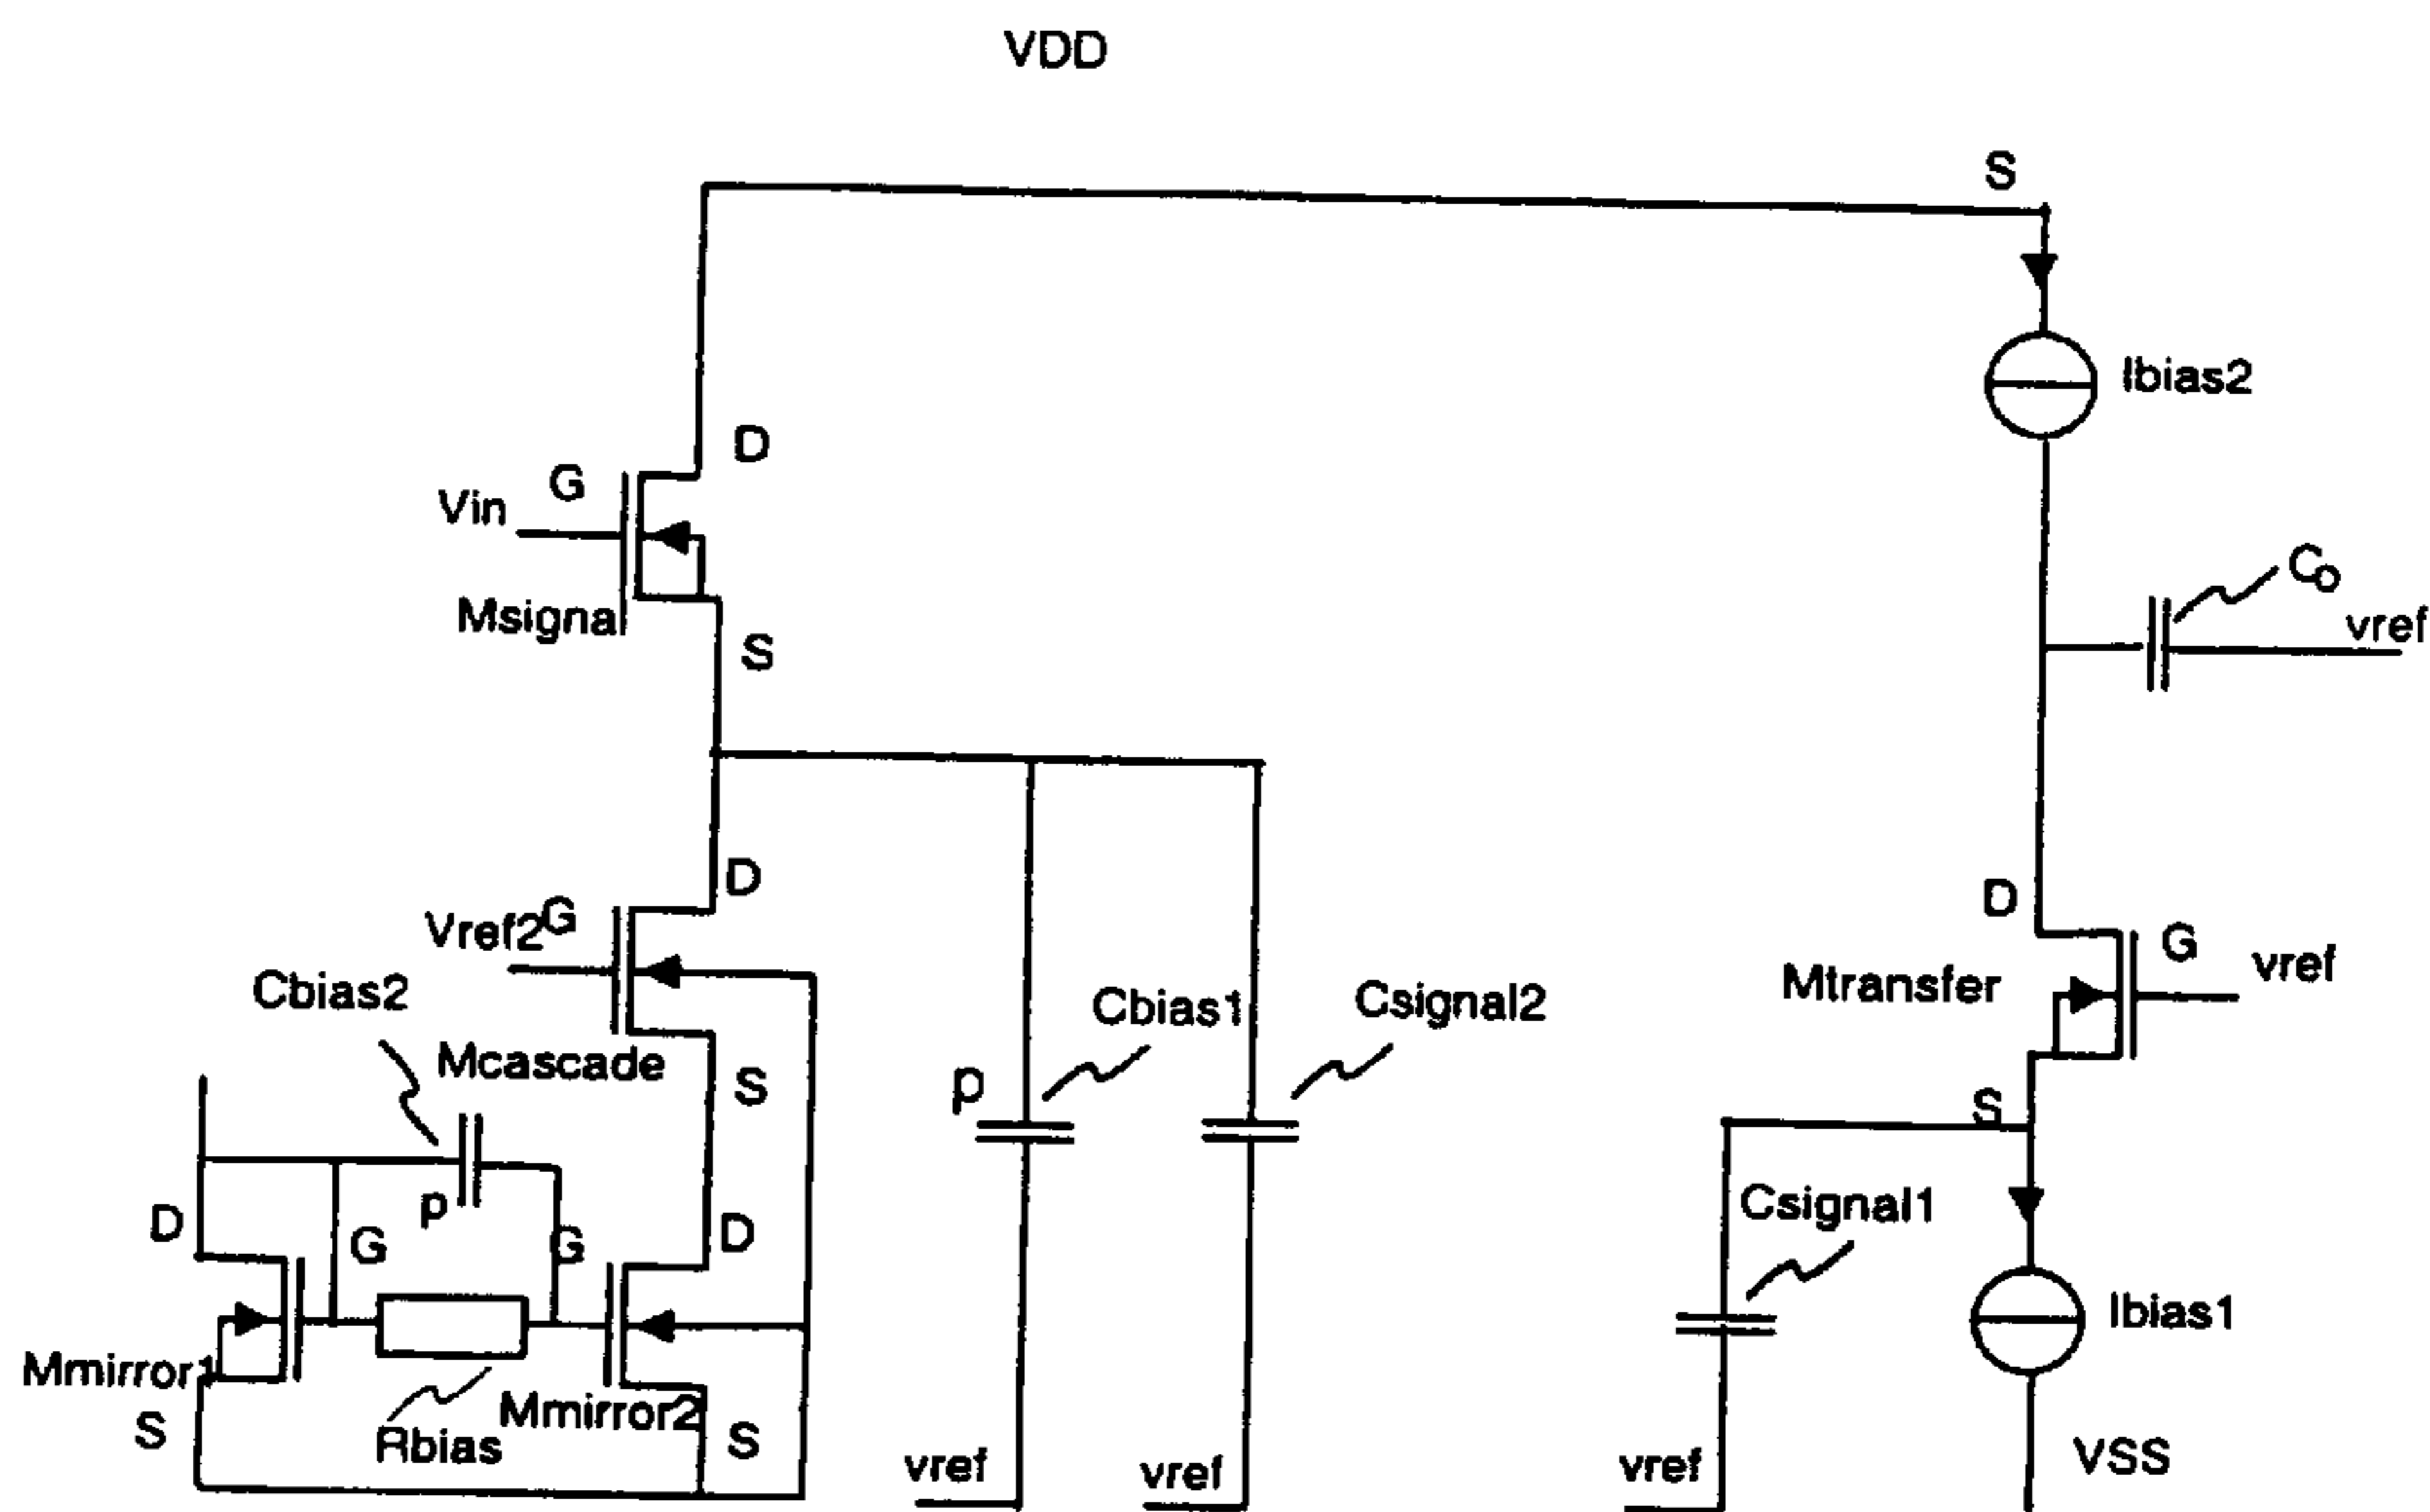 VDD
S
Ibias2
D
G
Vin
Msignal
S
Co
vref
D
Vref2
G
Cbias2
Mcascade
S
p
Cbias1
Csignal2
D
G
vref
Mtransfer
S
Csignal1
Ibias1
VSS
D
G
p
G
D
Mmirror1
S
Rbias
Mmirror2
S
vref
vref
vref